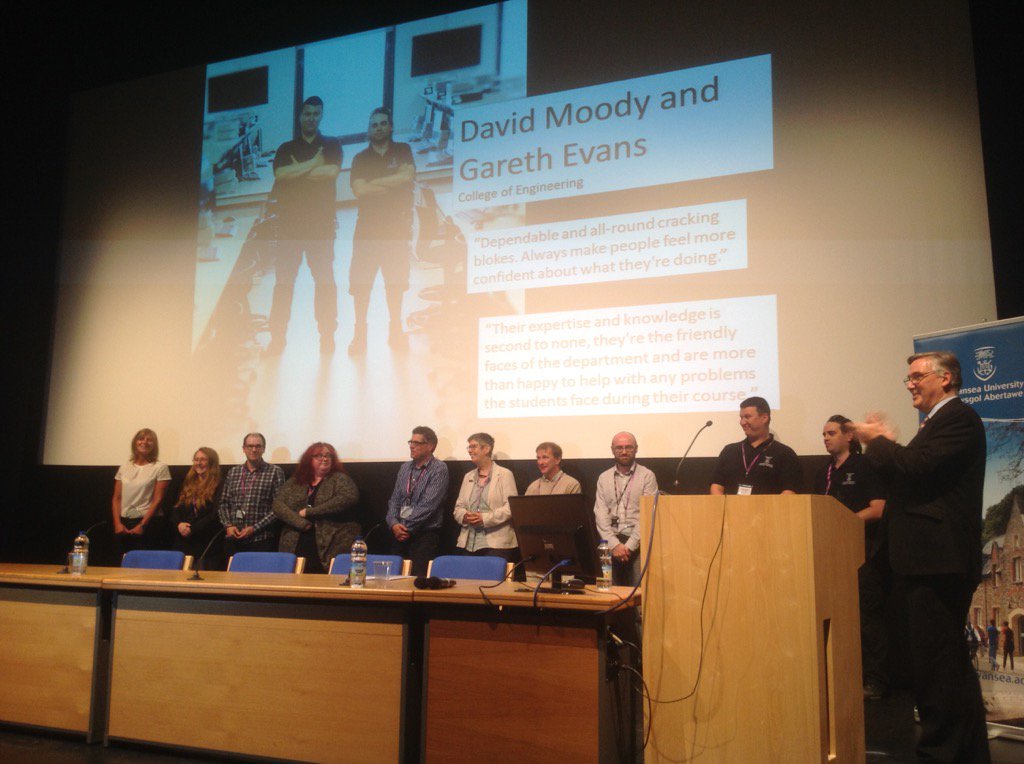 David Moody and
Gareth Evans
College of Engineering
“Dependable and all-round cracking
blokes. Always make people feel more
confident about what they’re doing.”
“Their expertise and knowledge is
second to none, they’re the friendly
faces of the department and are more
than happy to help with any problems
the students face during their course.”
ansea University
ysgol Abertawe
vansea.ac